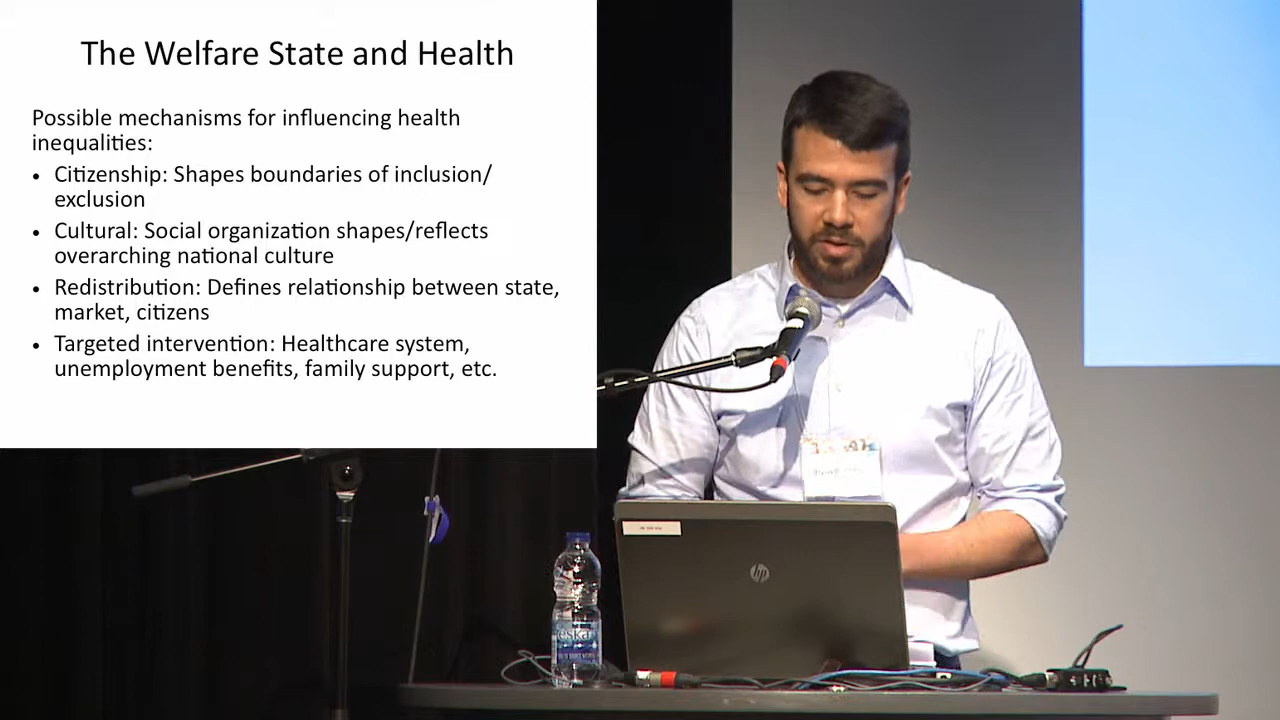 The Welfare State and Health
Possible mechanisms for influencing health
inequalities:
• Citizenship: Shapes boundaries of inclusion/
exclusion
• Cultural: Social organization shapes/reflects
overarching national culture
• Redistribution: Defines relationship between state,
market, citizens
• Targeted intervention: Healthcare system,
unemployment benefits, family support, etc.
hp
eska